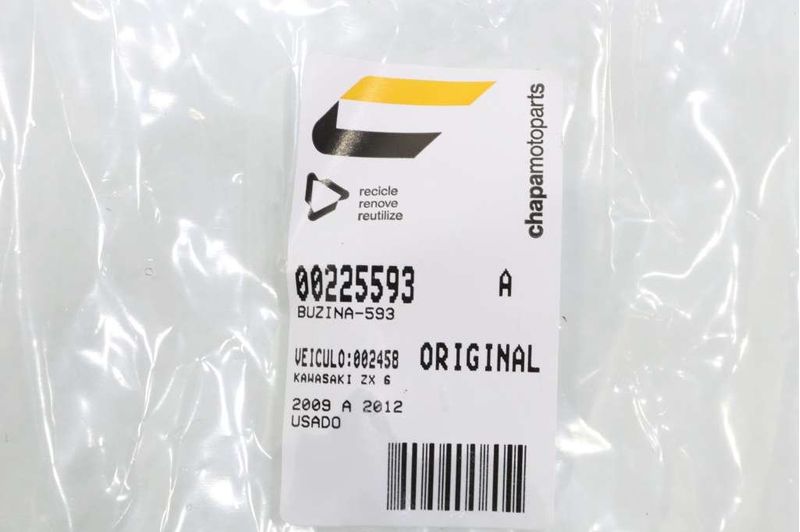 chapamotoparts
recicle
renove
reutilize
00225593 A
BUZINA-593
VEICULO:002458 ORIGINAL
KAWASAKI ZX 6
2009 A 2012
USADO